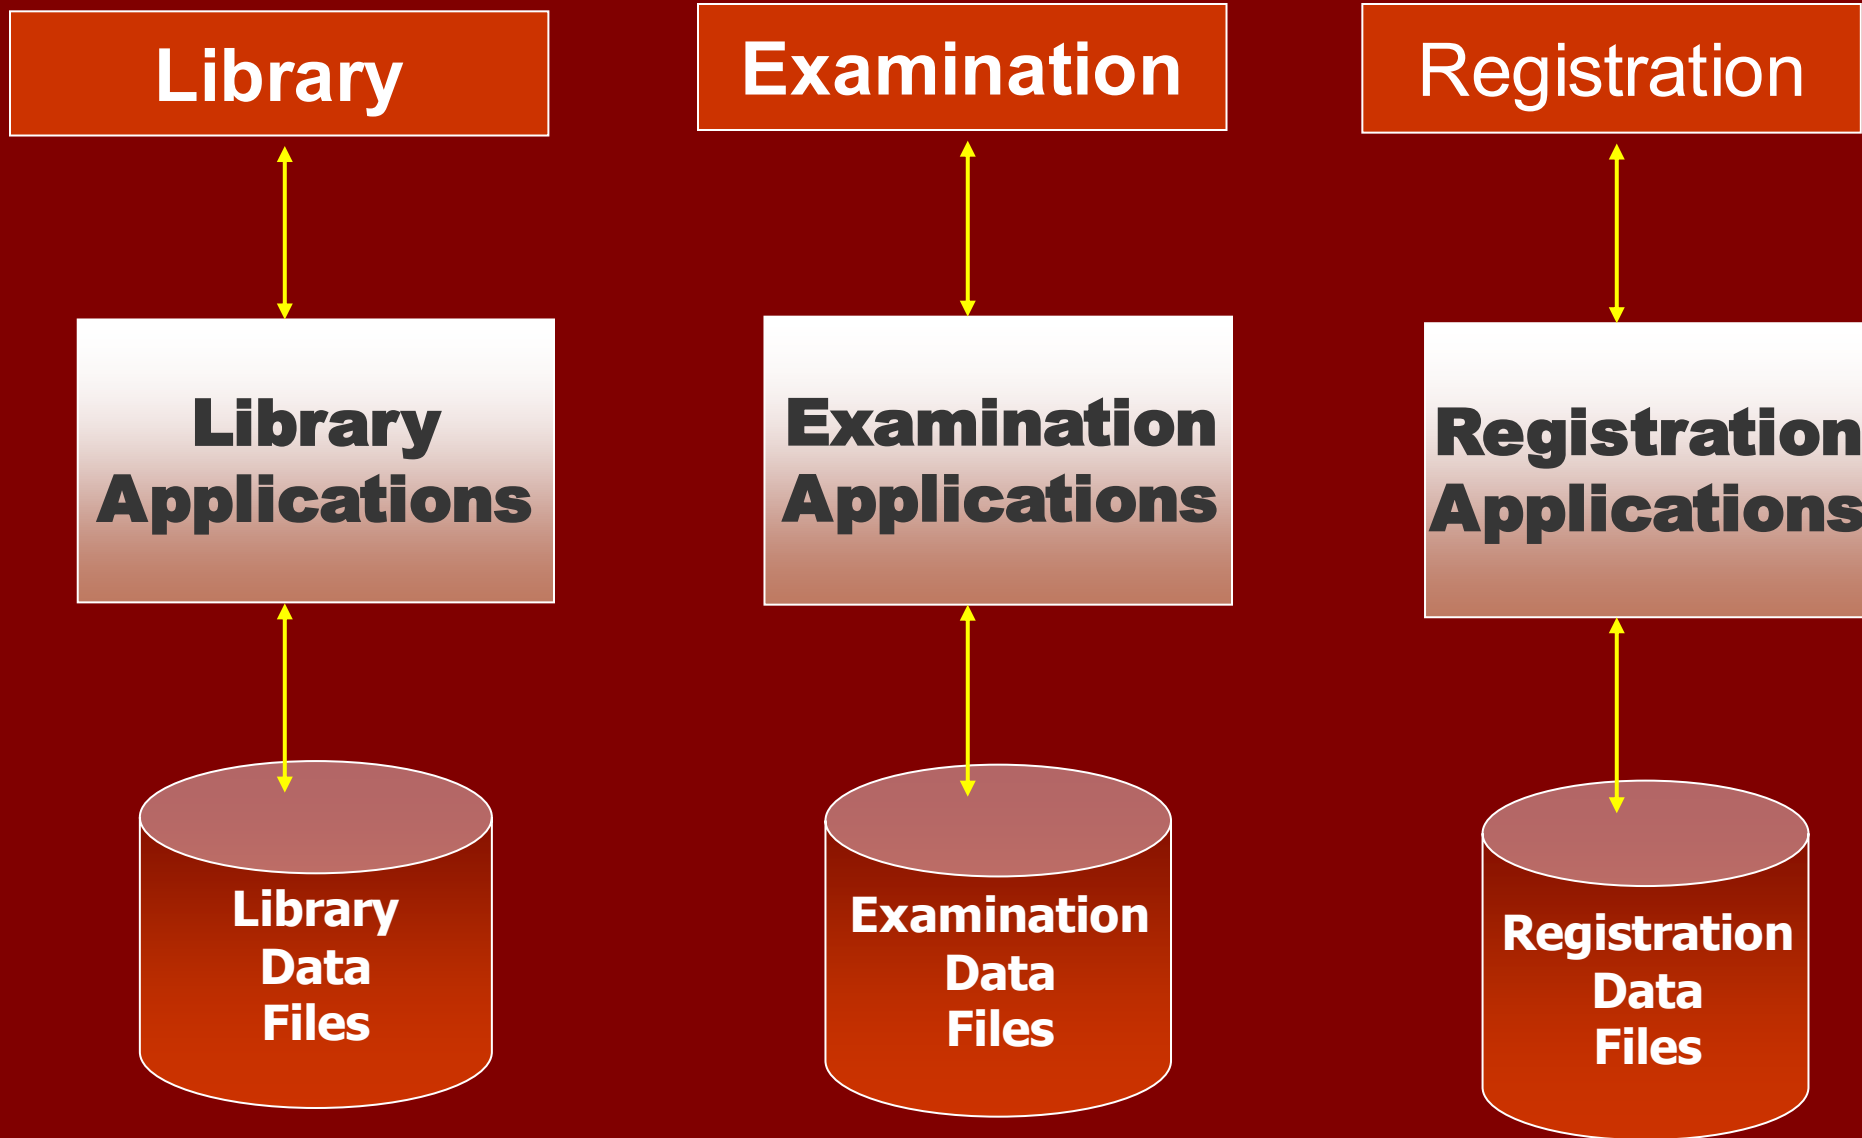 Library
Examination
Registration
Library
Applications
Examination
Applications
Registration
Applications
Library
Data
Files
Examination
Data
Files
Registration
Data
Files